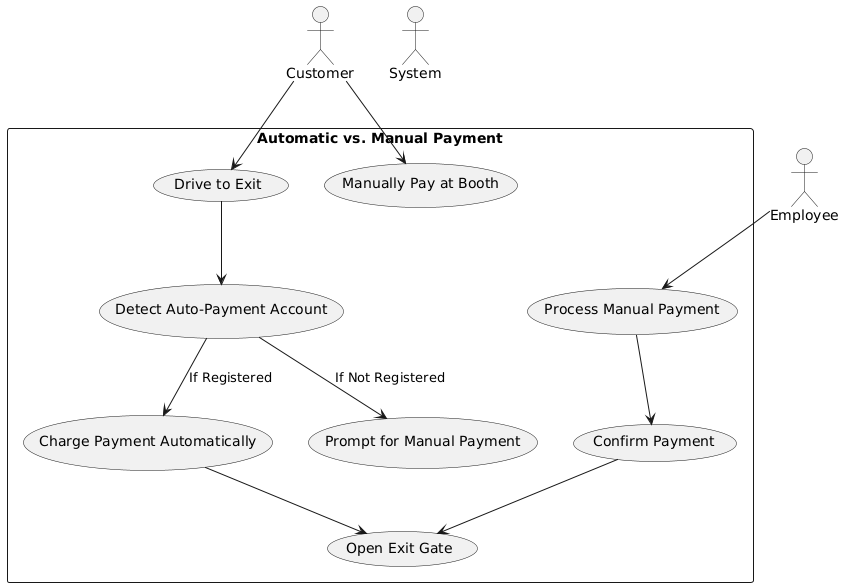 Customer
System
Automatic vs. Manual Payment
Drive to Exit
Manually Pay at Booth
Employee
Detect Auto-Payment Account
Process Manual Payment
If Registered
If Not Registered
Charge Payment Automatically
Prompt for Manual Payment
Confirm Payment
Open Exit Gate